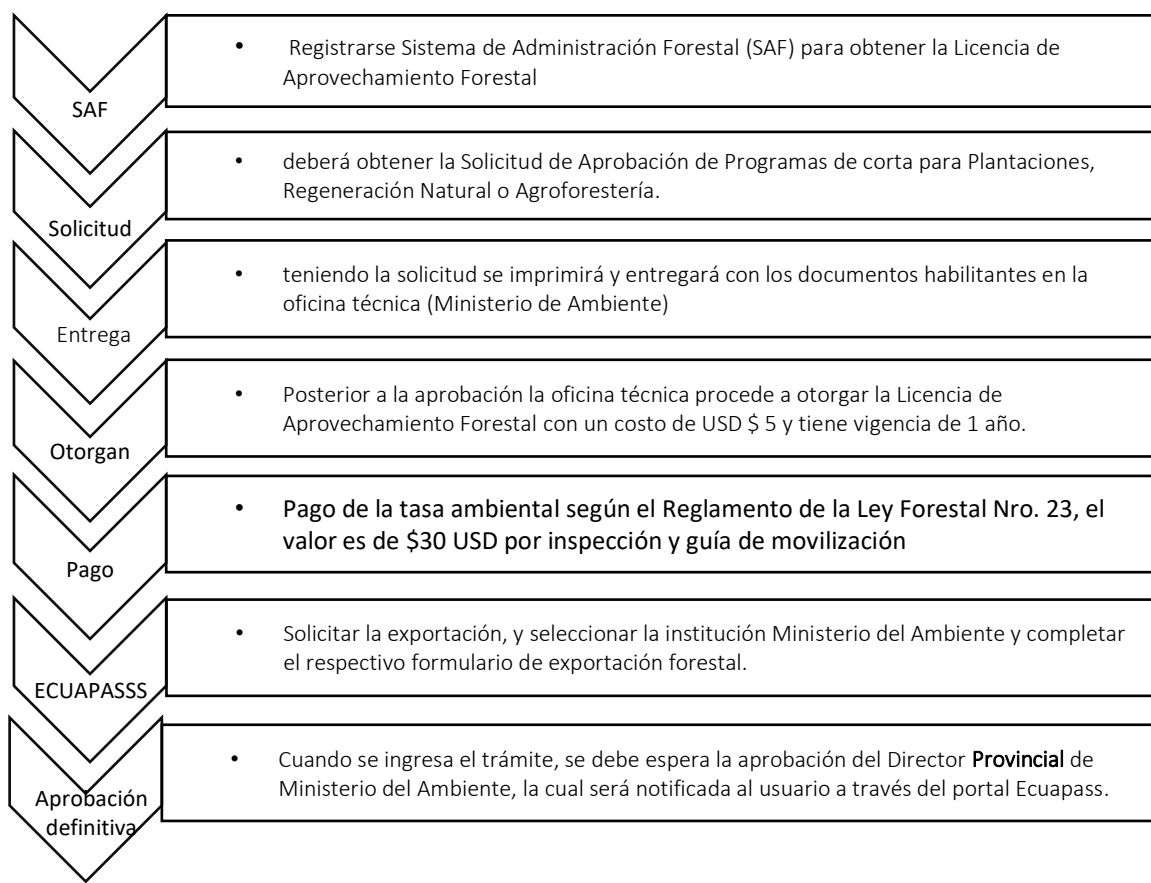 • Registrarse Sistema de Administración Forestal (SAF) para obtener la Licencia de
Aprovechamiento Forestal
SAF
• deberá obtener la Solicitud de Aprobación de Programas de corta para Plantaciones,
Regeneración Natural o Agroforestería.
Solicitud
• teniendo la solicitud se imprimirá y entregará con los documentos habilitantes en la
oficina técnica (Ministerio de Ambiente)
Entrega
• Posterior a la aprobación la oficina técnica procede a otorgar la Licencia de
Aprovechamiento Forestal con un costo de USD $ 5 y tiene vigencia de 1 año.
Otorgan
• Pago de la tasa ambiental según el Reglamento de la Ley Forestal Nro. 23, el
valor es de $30 USD por inspección y guía de movilización
Pago
• Solicitar la exportación, y seleccionar la institución Ministerio del Ambiente y completar
el respectivo formulario de exportación forestal.
ECUAPASSS
• Cuando se ingresa el trámite, se debe espera la aprobación del Director Provincial de
Ministerio del Ambiente, la cual será notificada al usuario a través del portal Ecuapass.
Aprobación
definitiva